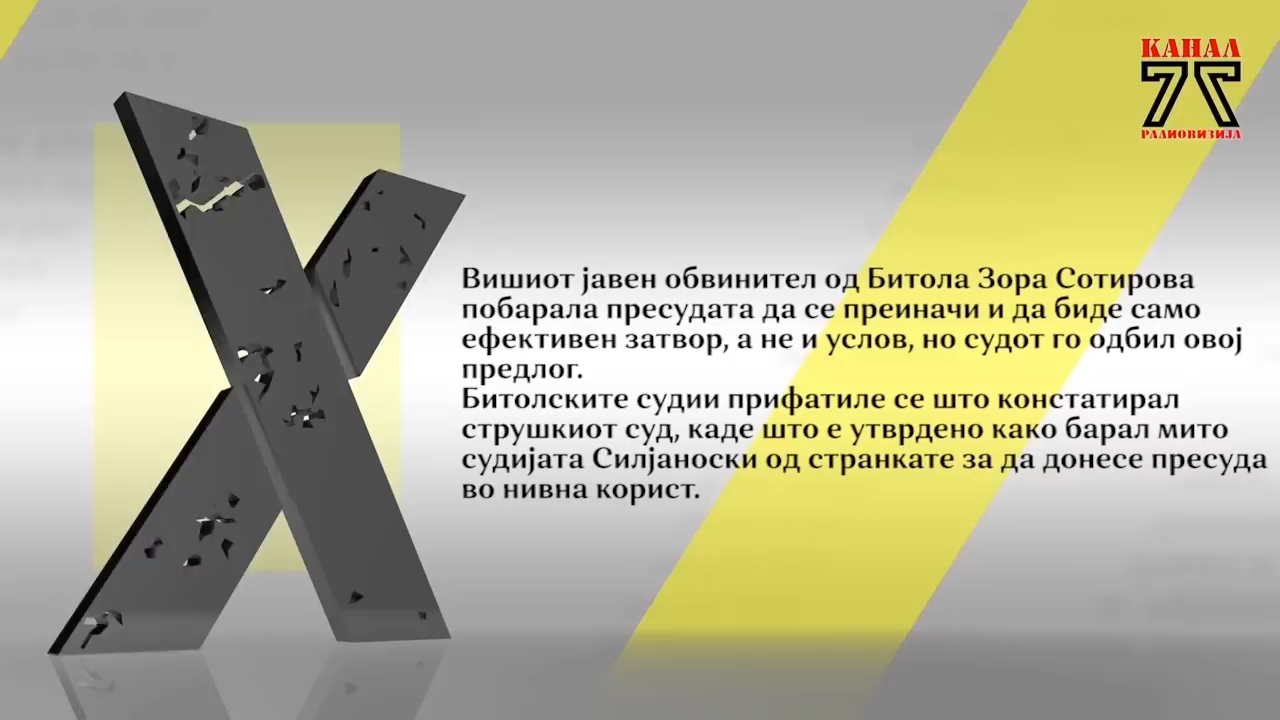 КАНАЛ
77
РАДИОВИЗИЈА
Вишиот јавен обвинител од Битола Зора Сотирова
побарала пресудата да се преиначи и да биде само
ефективен затвор, а не и услов, но судот го одбил овој
предлог.
Битолските судии прифатиле се што констатирал
струшкиот суд, каде што е утврдено како барал мито
судијата Силјаноски од странкате за да донесе пресуда
во нивна корист.